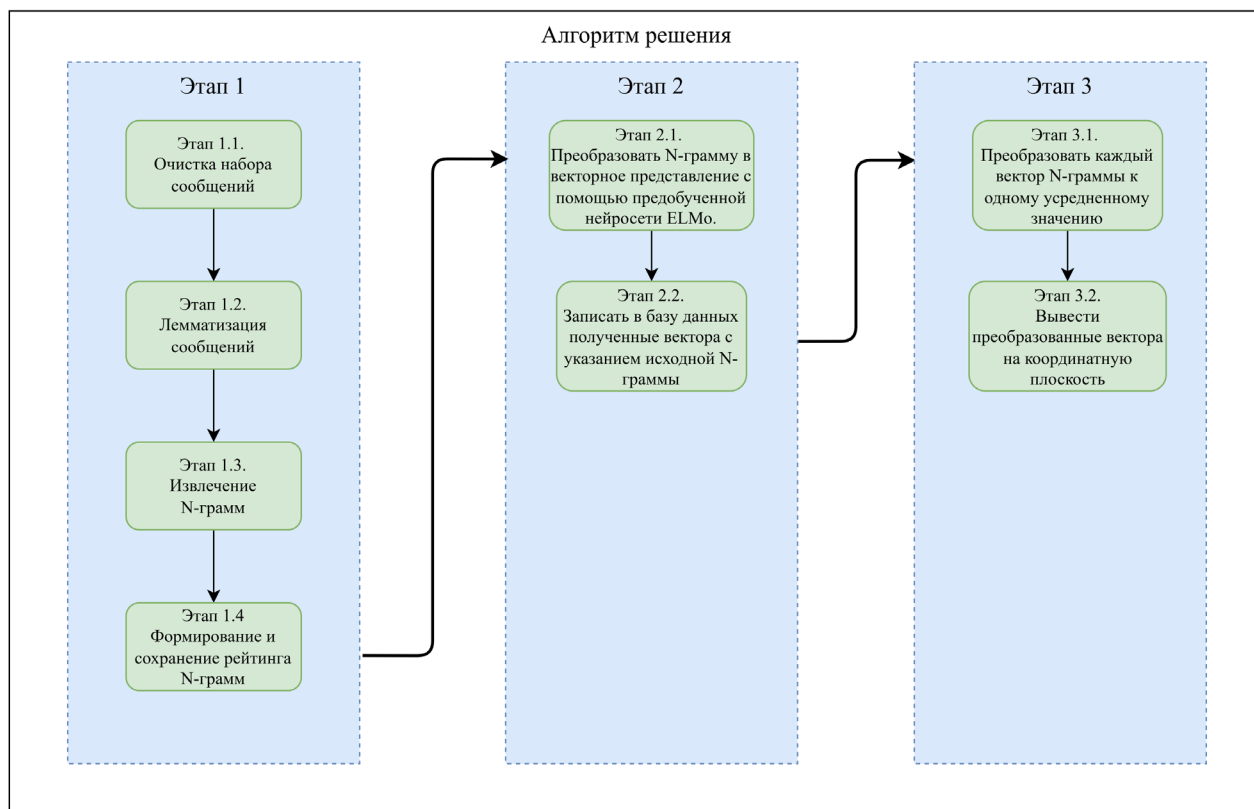 Алгоритм решения
Этап 1
Этап 1.1.
Очистка набора
сообщений
Этап 1.2.
Лемматизация
сообщений
Этап 1.3.
Извлечение
N-грамм
Этап 1.4
Формирование и
сохранение рейтинга
N-грамм
Этап 2
Этап 2.1.
Преобразовать N-грамму в
векторное представление с
помощью предобученной
нейросети ELMo.
Этап 2.2.
Записать в базу данных
полученные вектора с
указанием исходной N-
граммы
Этап 3
Этап 3.1.
Преобразовать каждый
вектор N-граммы к
одному усредненному
значению
Этап 3.2.
Вывести
преобразованные вектора
на координатную
плоскость